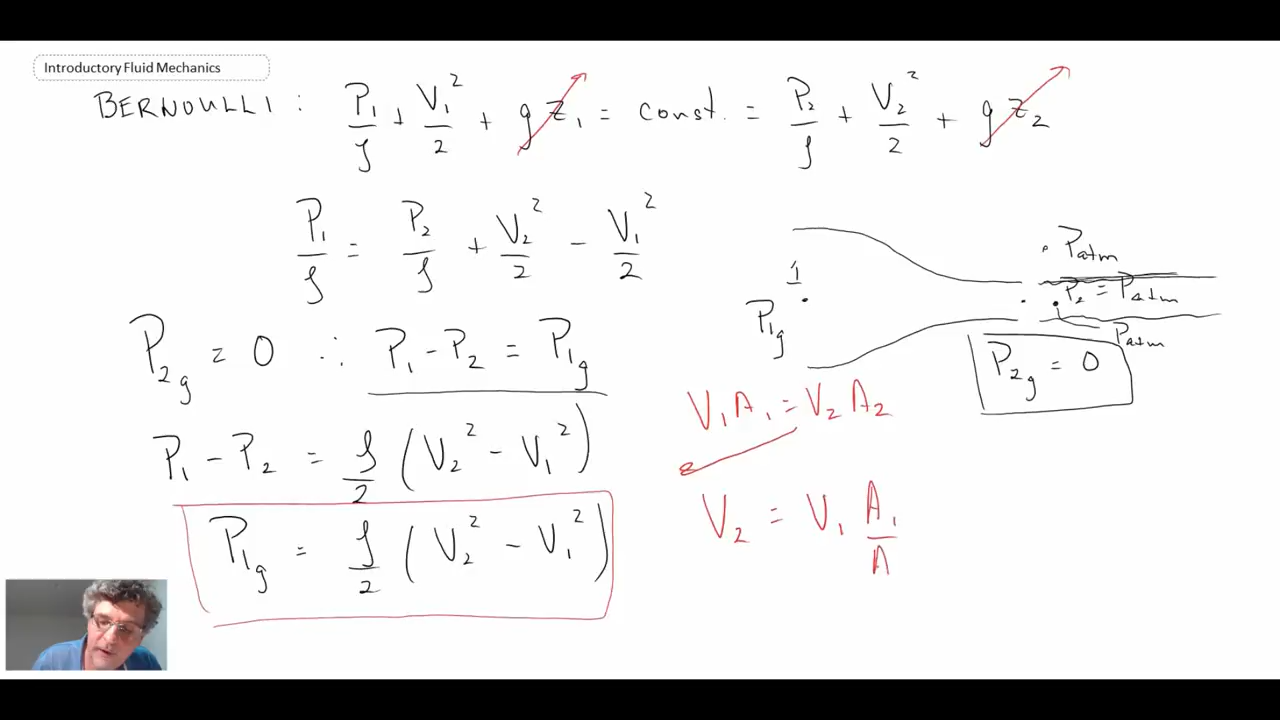 Introductory Fluid Mechanics
BERNOULLI : P₁/ρ + V₁²/2 + gz₁ = const. = P₂/ρ + V₂²/2 + gz₂
P₁/ρ = P₂/ρ + V₂²/2 − V₁²/2
Patm
1
P₂ = Patm
P₁g
Patm
P₂g = 0 ∴ P₁ − P₂ = P₁g
P₂g = 0
V₁A₁ = V₂A₂
P₁ − P₂ = ρ/2 (V₂² − V₁²)
V₂ = V₁ A₁/A
P₁g = ρ/2 (V₂² − V₁²)